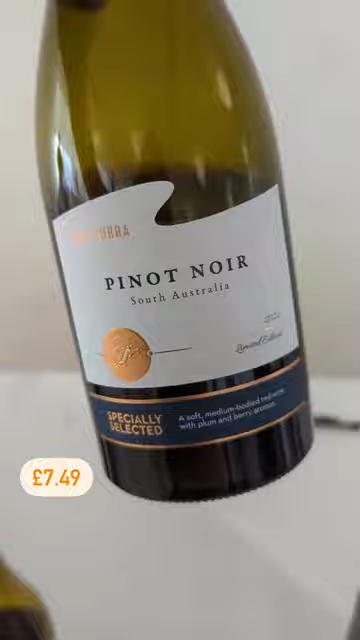 PINOT NOIR
South Australia
Limited Edition
SPECIALLY
SELECTED
A soft, medium-bodied red wine
with plum and berry aromas.
£7.49